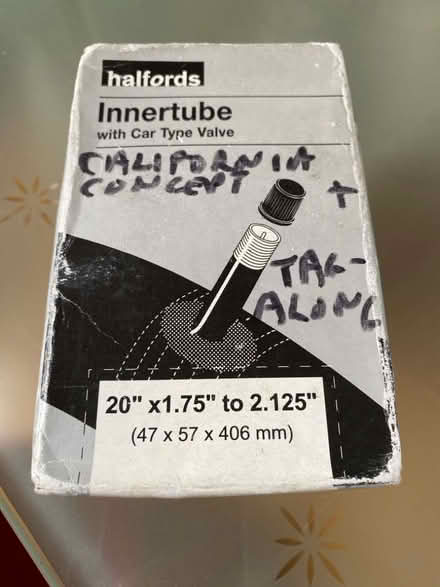 halfords
Innertube
with Car Type Valve
CALIFORNIA
CONCEPT +
TAG-
ALONG
20" x1.75" to 2.125"
(47 x 57 x 406 mm)